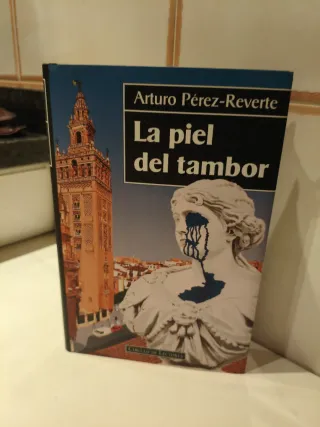 Arturo Pérez-Reverte
La piel
del tambor
CÍRCULO DE LECTORES